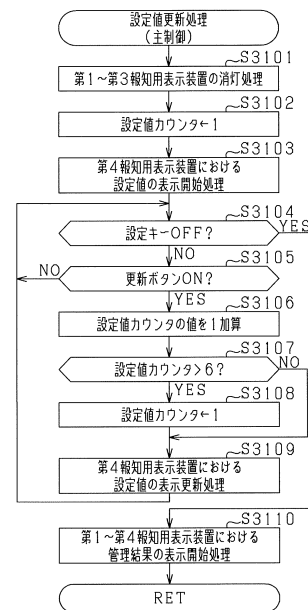 設定値更新処理
(主制御)
S3101
第1～第3報知用表示装置の消灯処理
S3102
設定値カウンタ←1
S3103
第4報知用表示装置における
設定値の表示開始処理
S3104
設定キーOFF?
YES
NO
S3105
更新ボタンON?
NO
YES
S3106
設定値カウンタの値を1加算
S3107
設定値カウンタ>6?
NO
YES
S3108
設定値カウンタ←1
S3109
第4報知用表示装置における
設定値の表示更新処理
S3110
第1～第4報知用表示装置における
管理結果の表示開始処理
RET